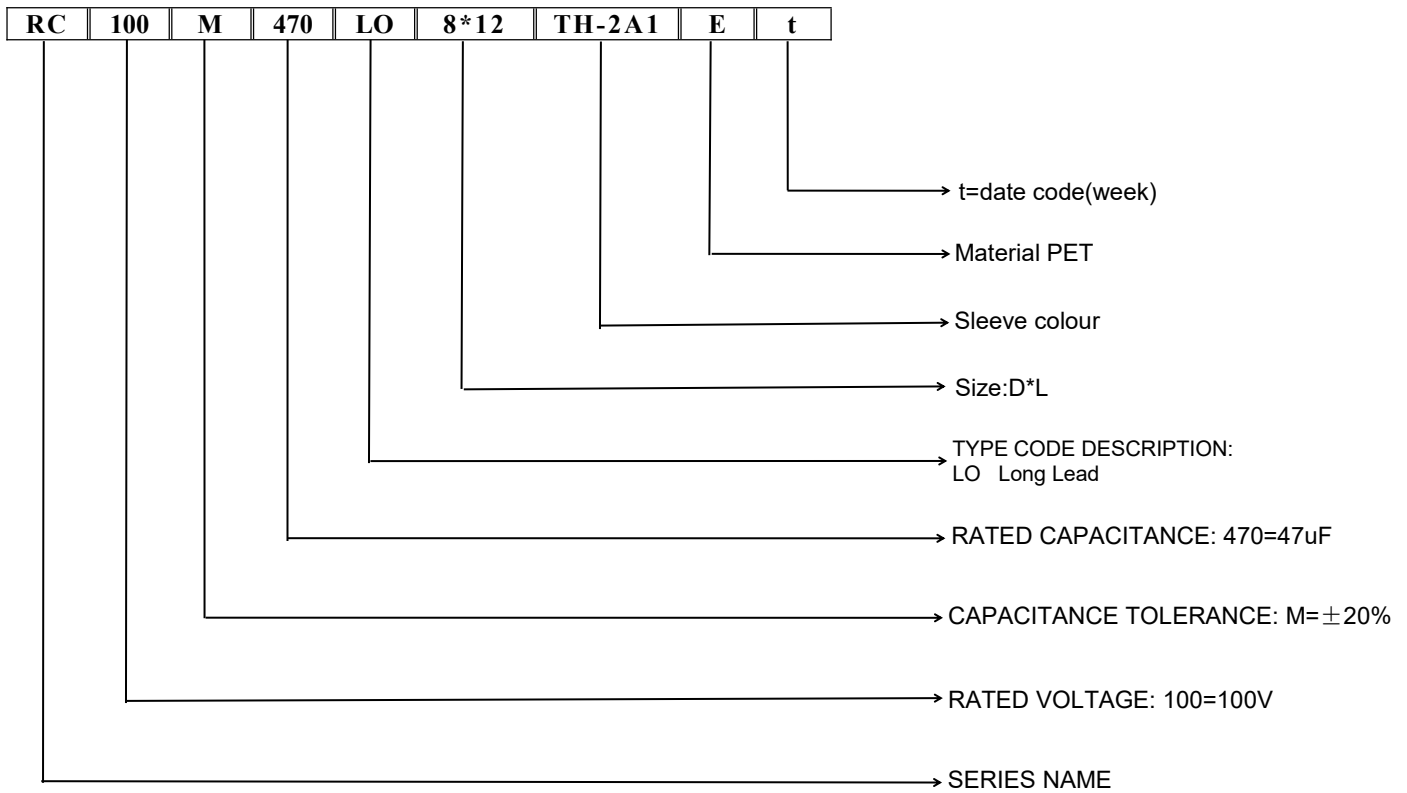 RC 100 M 470 LO 8*12 TH-2A1 E t
t=date code(week)
Material PET
Sleeve colour
Size:D*L
TYPE CODE DESCRIPTION:
LO Long Lead
RATED CAPACITANCE: 470=47uF
CAPACITANCE TOLERANCE: M=±20%
RATED VOLTAGE: 100=100V
SERIES NAME